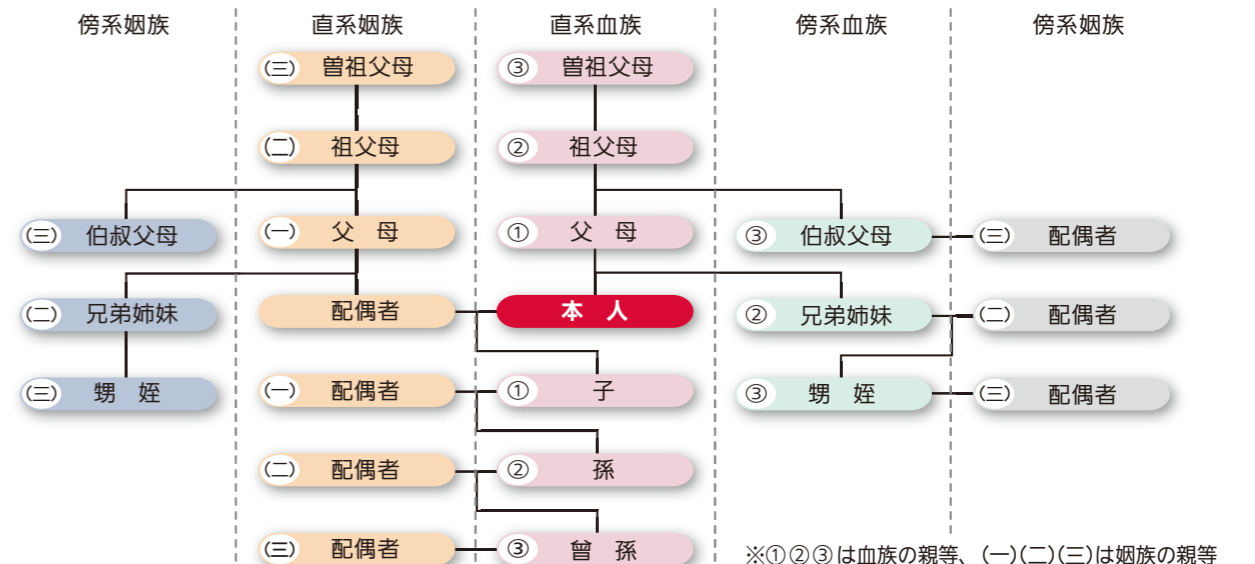 傍系姻族 直系姻族 直系血族 傍系血族 傍系姻族
(三) 曽祖父母 ③ 曽祖父母
(二) 祖父母 ② 祖父母
(三) 伯叔父母 (一) 父 母 ① 父 母 ③ 伯叔父母 (三) 配偶者
(二) 兄弟姉妹 配偶者 本 人 ② 兄弟姉妹 (二) 配偶者
(三) 甥 姪 (一) 配偶者 ① 子 ③ 甥 姪 (三) 配偶者
(二) 配偶者 ② 孫
(三) 配偶者 ③ 曾 孫
※①②③は血族の親等、(一)(二)(三)は姻族の親等